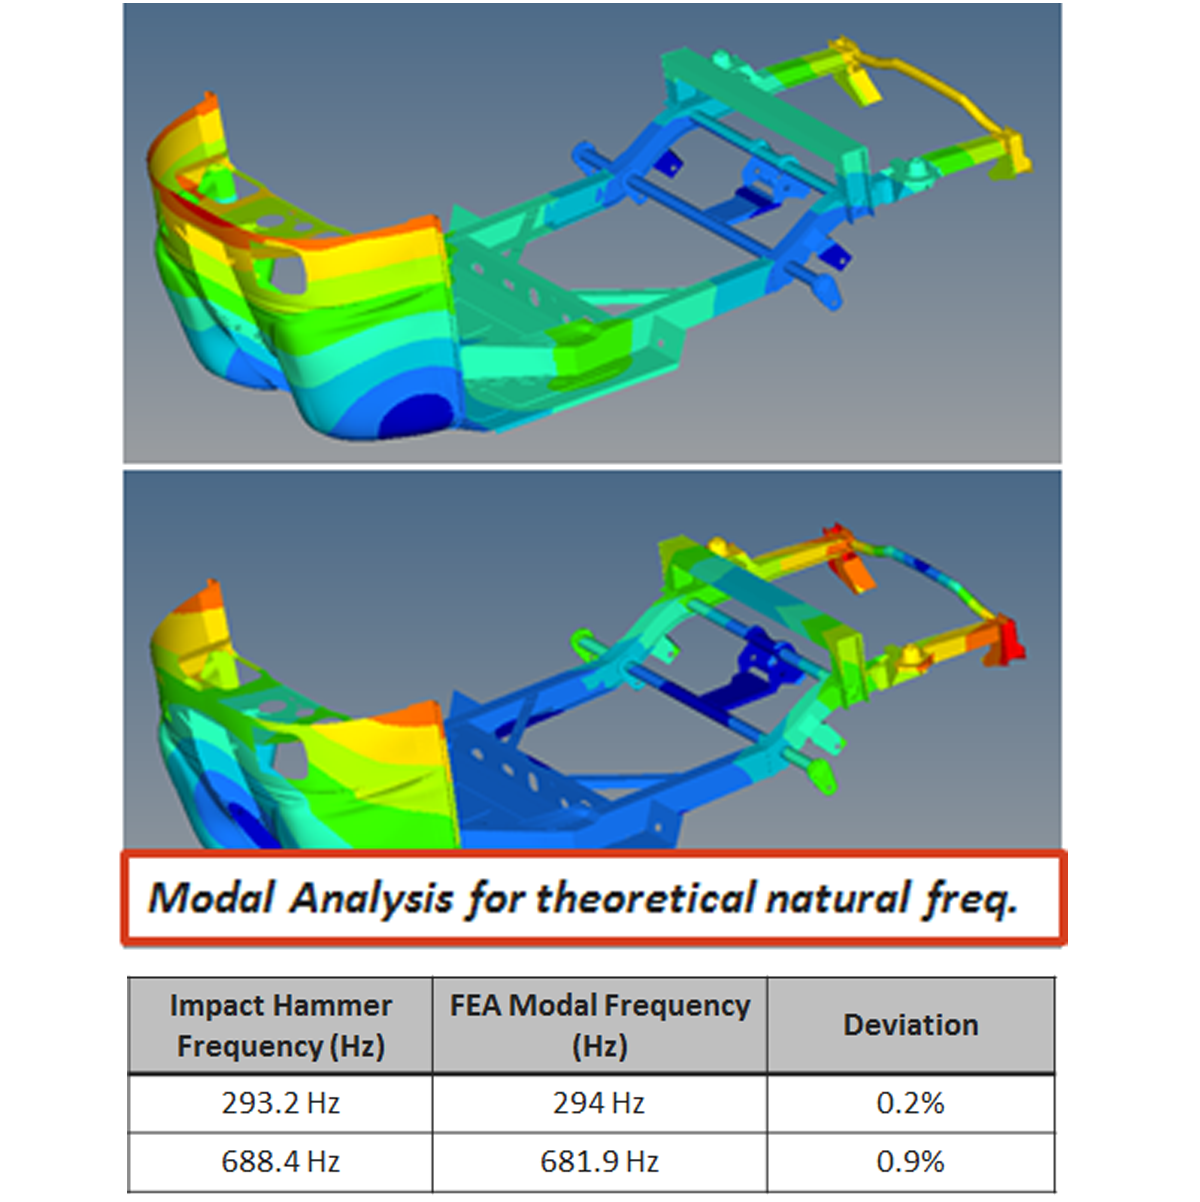 Modal Analysis for theoretical natural freq.
Impact Hammer Frequency (Hz) FEA Modal Frequency (Hz) Deviation
293.2 Hz 294 Hz 0.2%
688.4 Hz 681.9 Hz 0.9%